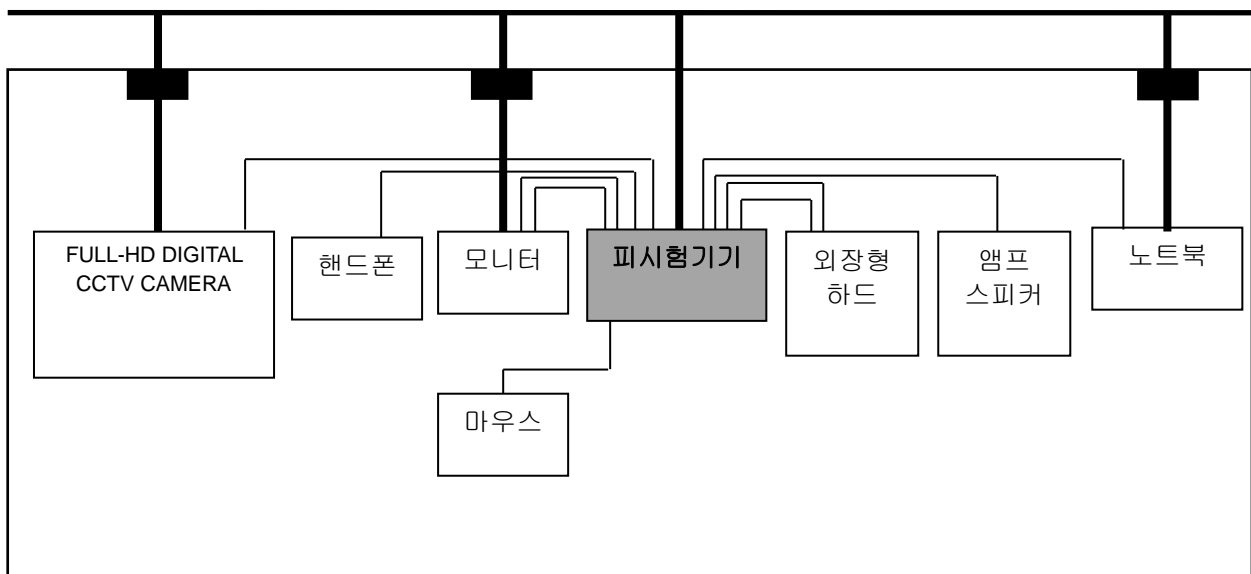 FULL-HD DIGITAL
CCTV CAMERA
핸드폰
모니터
피시험기기
외장형
하드
앰프
스피커
노트북
마우스